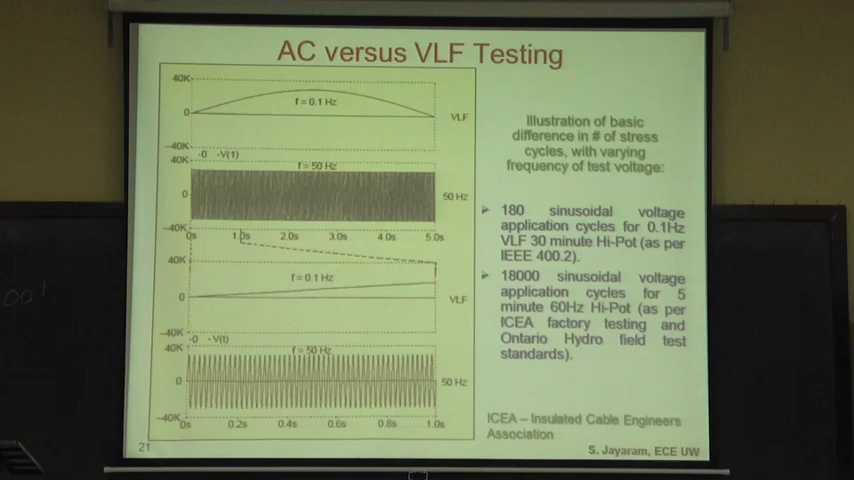 AC versus VLF Testing
40K
f = 0.1 Hz
0
VLF
-40K
-0 -V(1)
40K
f = 50 Hz
0
50 Hz
-40K
0s 1.0s 2.0s 3.0s 4.0s 5.0s
40K
f = 0.1 Hz
0
VLF
-40K
-0 -V(t)
40K
f = 50 Hz
0
50 Hz
-40K
0s 0.2s 0.4s 0.6s 0.8s 1.0s
Illustration of basic
difference in # of stress
cycles, with varying
frequency of test voltage:
180 sinusoidal voltage
application cycles for 0.1Hz
VLF 30 minute Hi-Pot (as per
IEEE 400.2).
18000 sinusoidal voltage
application cycles for 5
minute 60Hz Hi-Pot (as per
ICEA factory testing and
Ontario Hydro field test
standards).
ICEA – Insulated Cable Engineers
Association
21
S. Jayaram, ECE UW